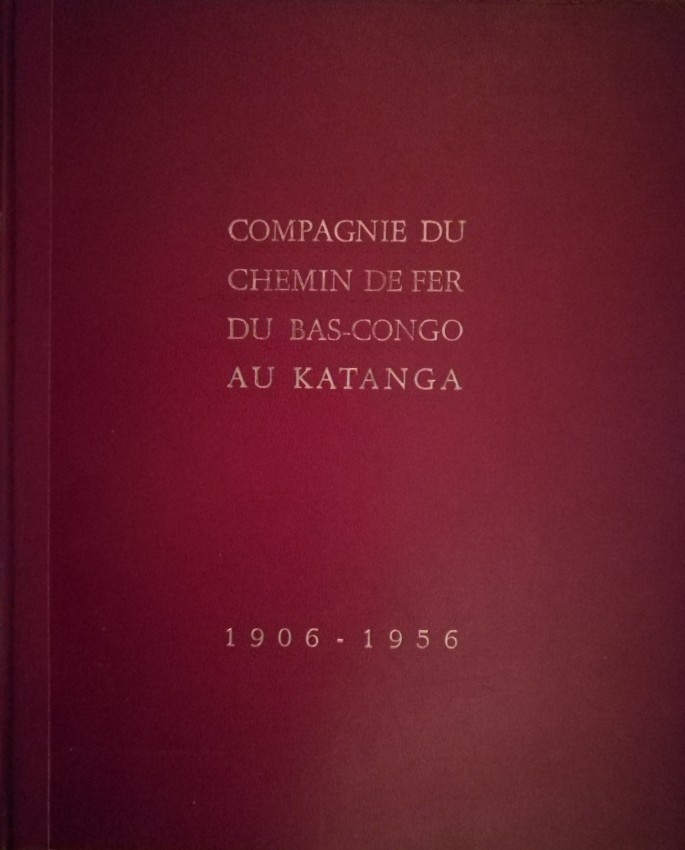 COMPAGNIE DU
CHEMIN DE FER
DU BAS-CONGO
AU KATANGA
1906 - 1956